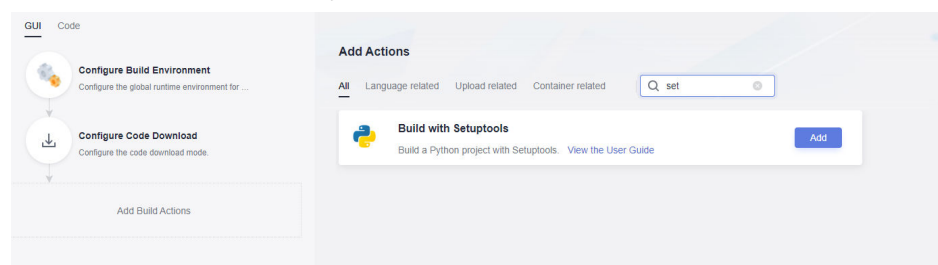 GUI Code
Configure Build Environment
Configure the global runtime environment for ...
Configure Code Download
Configure the code download mode.
Add Build Actions
Add Actions
All Language related Upload related Container related set
Build with Setuptools
Build a Python project with Setuptools. View the User Guide
Add